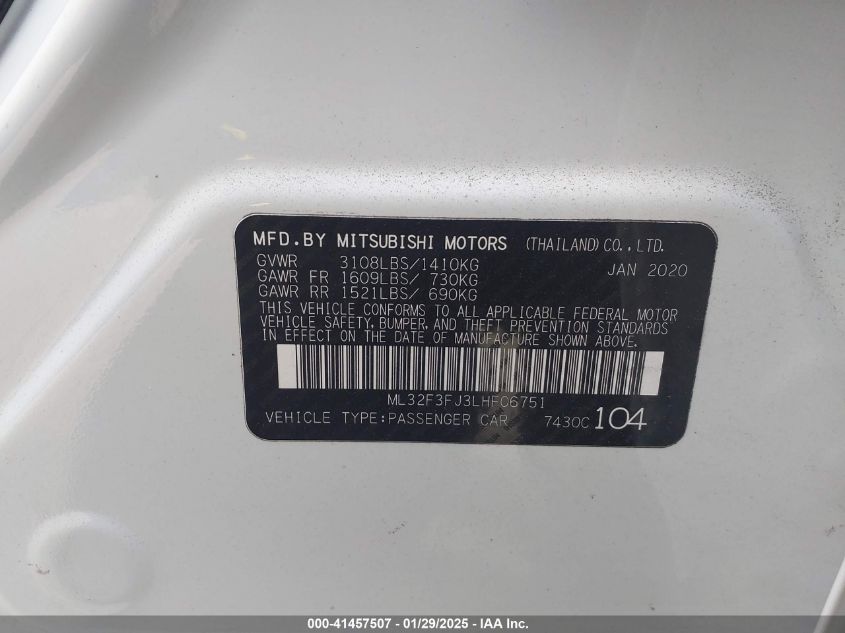 MFD.BY MITSUBISHI MOTORS (THAILAND) CO., LTD.
GVWR 3108LBS/1410KG JAN 2020
GAWR FR 1609LBS/ 730KG
GAWR RR 1521LBS/ 690KG
THIS VEHICLE CONFORMS TO ALL APPLICABLE FEDERAL MOTOR
VEHICLE SAFETY, BUMPER, AND THEFT PREVENTION STANDARDS
IN EFFECT ON THE DATE OF MANUFACTURE SHOWN ABOVE.
ML32F3FJ3LHF06751
VEHICLE TYPE:PASSENGER CAR 7430C 104
000-41457507 - 01/29/2025 - IAA Inc.